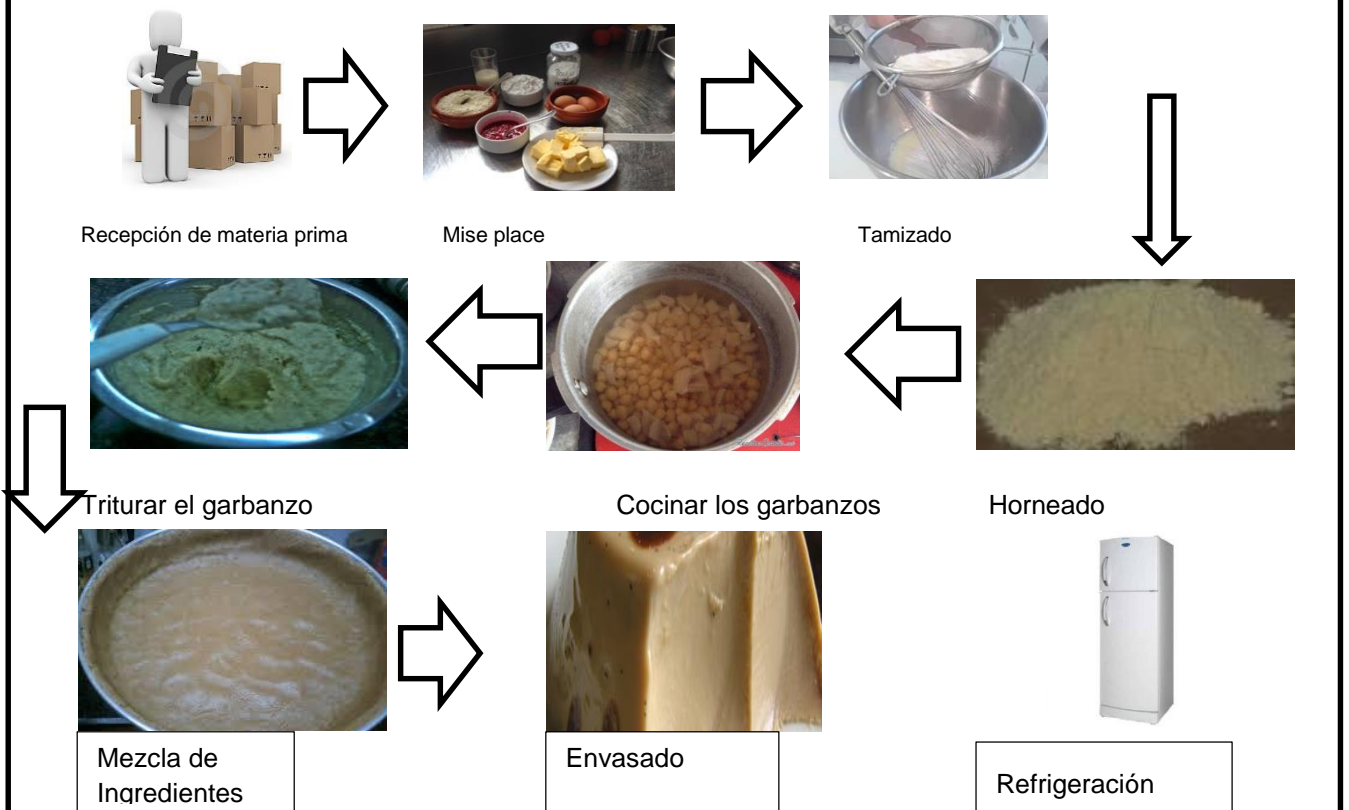 Recepción de materia prima
Mise place
Tamizado
Triturar el garbanzo
Cocinar los garbanzos
Horneado
Mezcla de
Ingredientes
Envasado
Refrigeración